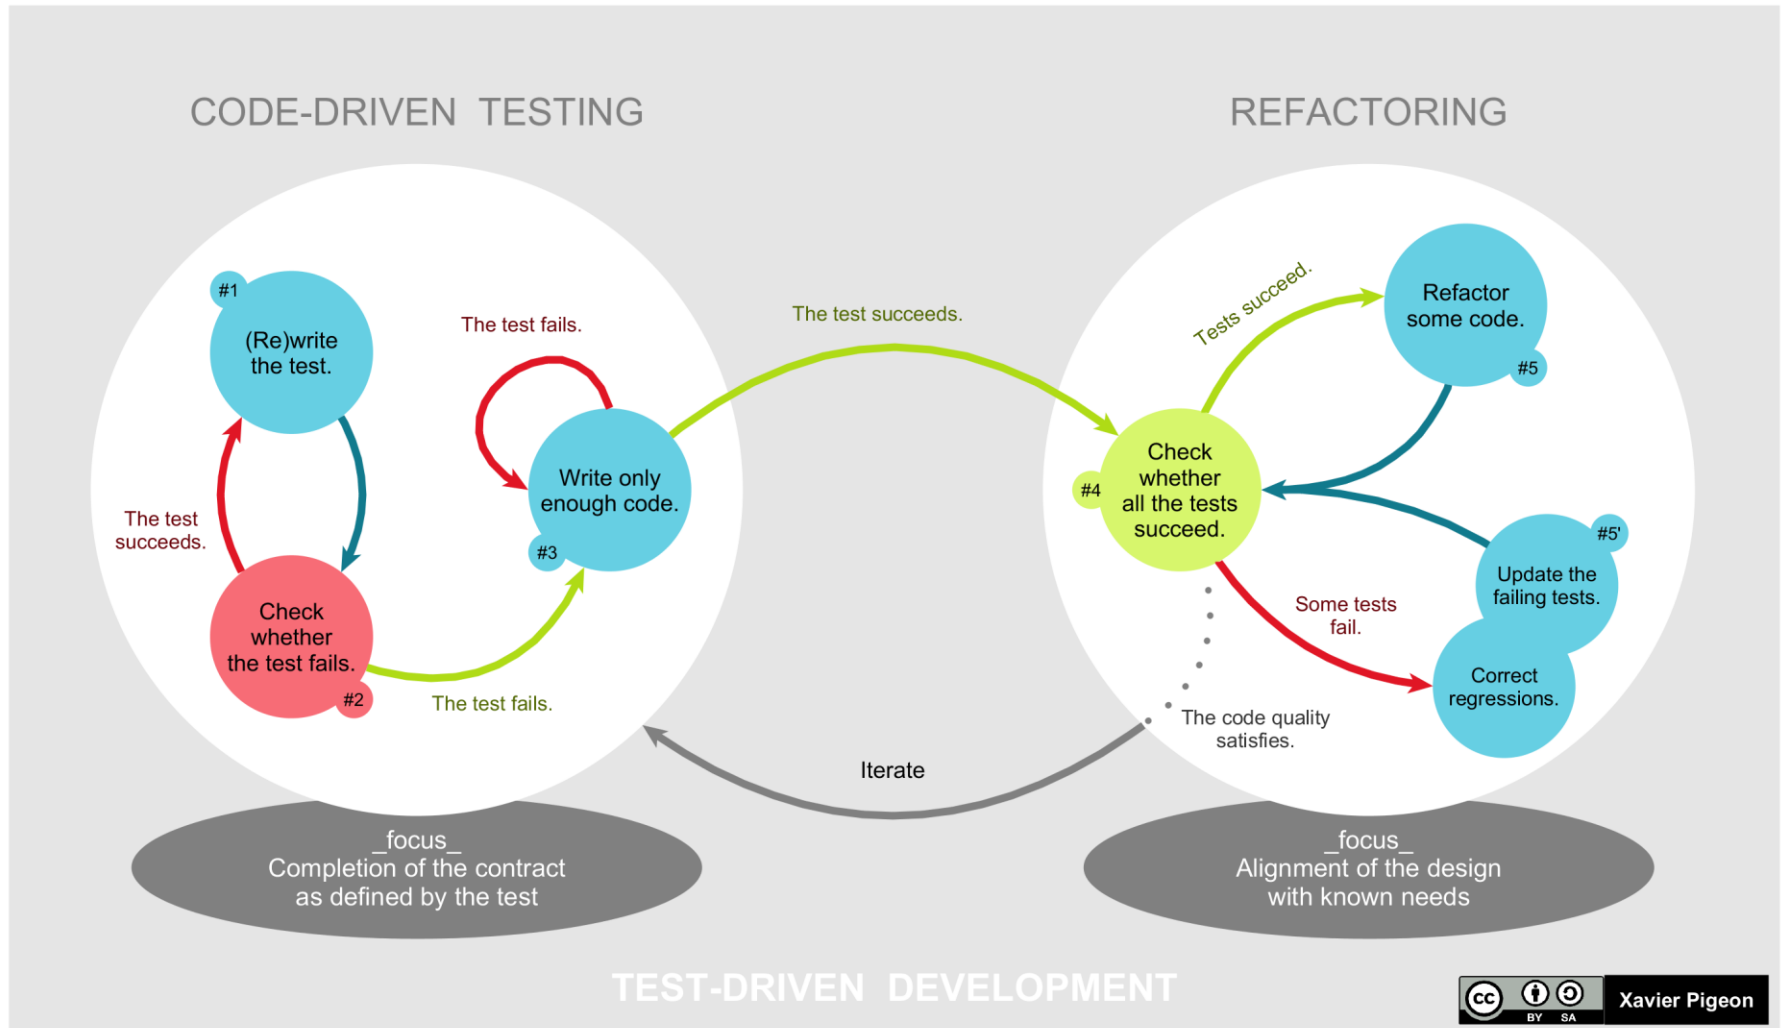 CODE-DRIVEN TESTING
REFACTORING
#1
(Re)write
the test.
The test fails.
The test succeeds.
Tests succeed.
Refactor
some code.
#5
Write only
enough code.
#3
Check
whether
all the tests
succeed.
#4
The test
succeeds.
Check
whether
the test fails.
#2
The test fails.
#5'
Update the
failing tests.
Some tests
fail.
Correct
regressions.
The code quality
satisfies.
Iterate
_focus_
Completion of the contract
as defined by the test
_focus_
Alignment of the design
with known needs
TEST-DRIVEN DEVELOPMENT
cc
BY SA
Xavier Pigeon